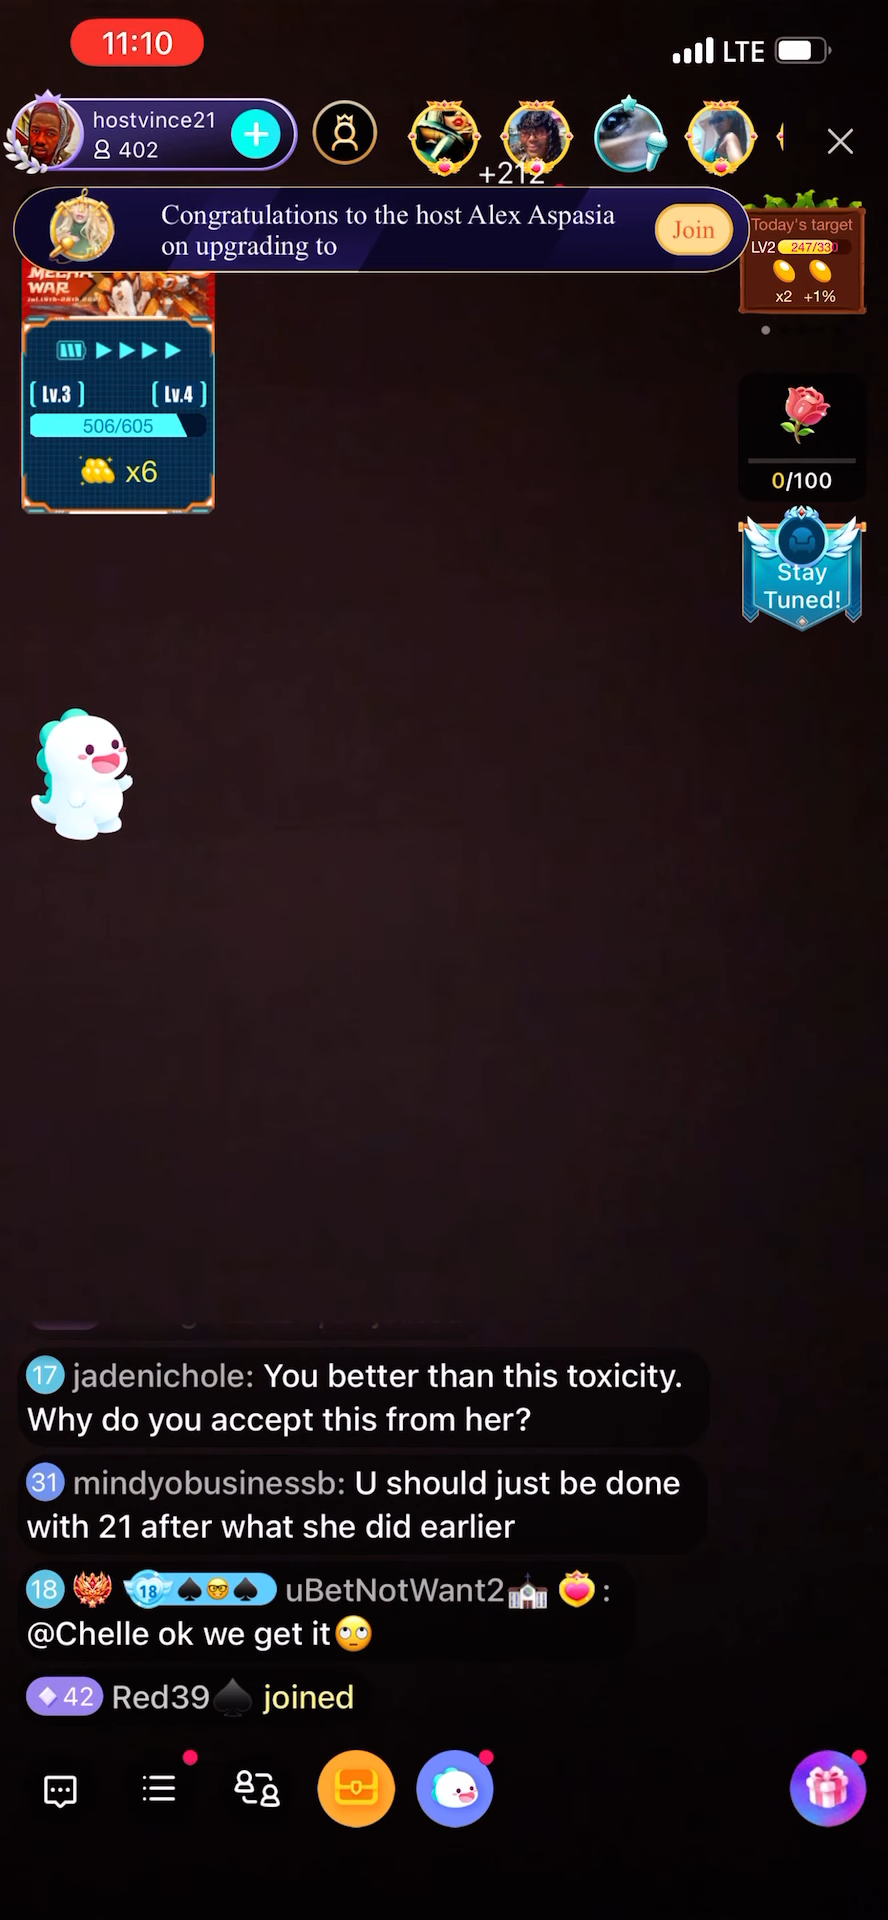 11:10
LTE
hostvince21
402
+212
Congratulations to the host Alex Aspasia
on upgrading to
Join
Today's target
LV2 247/330
x2 +1%
MECHA
WAR
Lv.3 Lv.4
506/605
x6
0/100
Stay
Tuned!
17 jadenichole: You better than this toxicity.
Why do you accept this from her?
31 mindyobusinessb: U should just be done
with 21 after what she did earlier
18 18 ♠️🤓♠️ uBetNotWant2💒 :
@Chelle ok we get it🙄
42 Red39♠️ joined